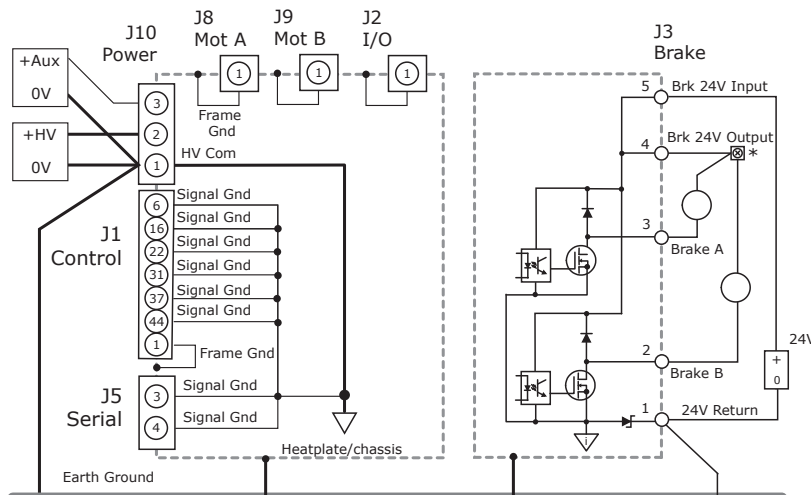 J10
Power
J8
Mot A
J9
Mot B
J2
I/O
+Aux
0V
+HV
0V
3
2
1
1
1
1
Frame
Gnd
HV Com
J1
Control
6
16
22
31
37
44
1
Signal Gnd
Signal Gnd
Signal Gnd
Signal Gnd
Signal Gnd
Signal Gnd
Frame Gnd
J5
Serial
3
4
Signal Gnd
Signal Gnd
Heatplate/chassis
Earth Ground
J3
Brake
5
Brk 24V Input
4
Brk 24V Output
*
3
Brake A
2
Brake B
1
24V Return
24V
+
0
i